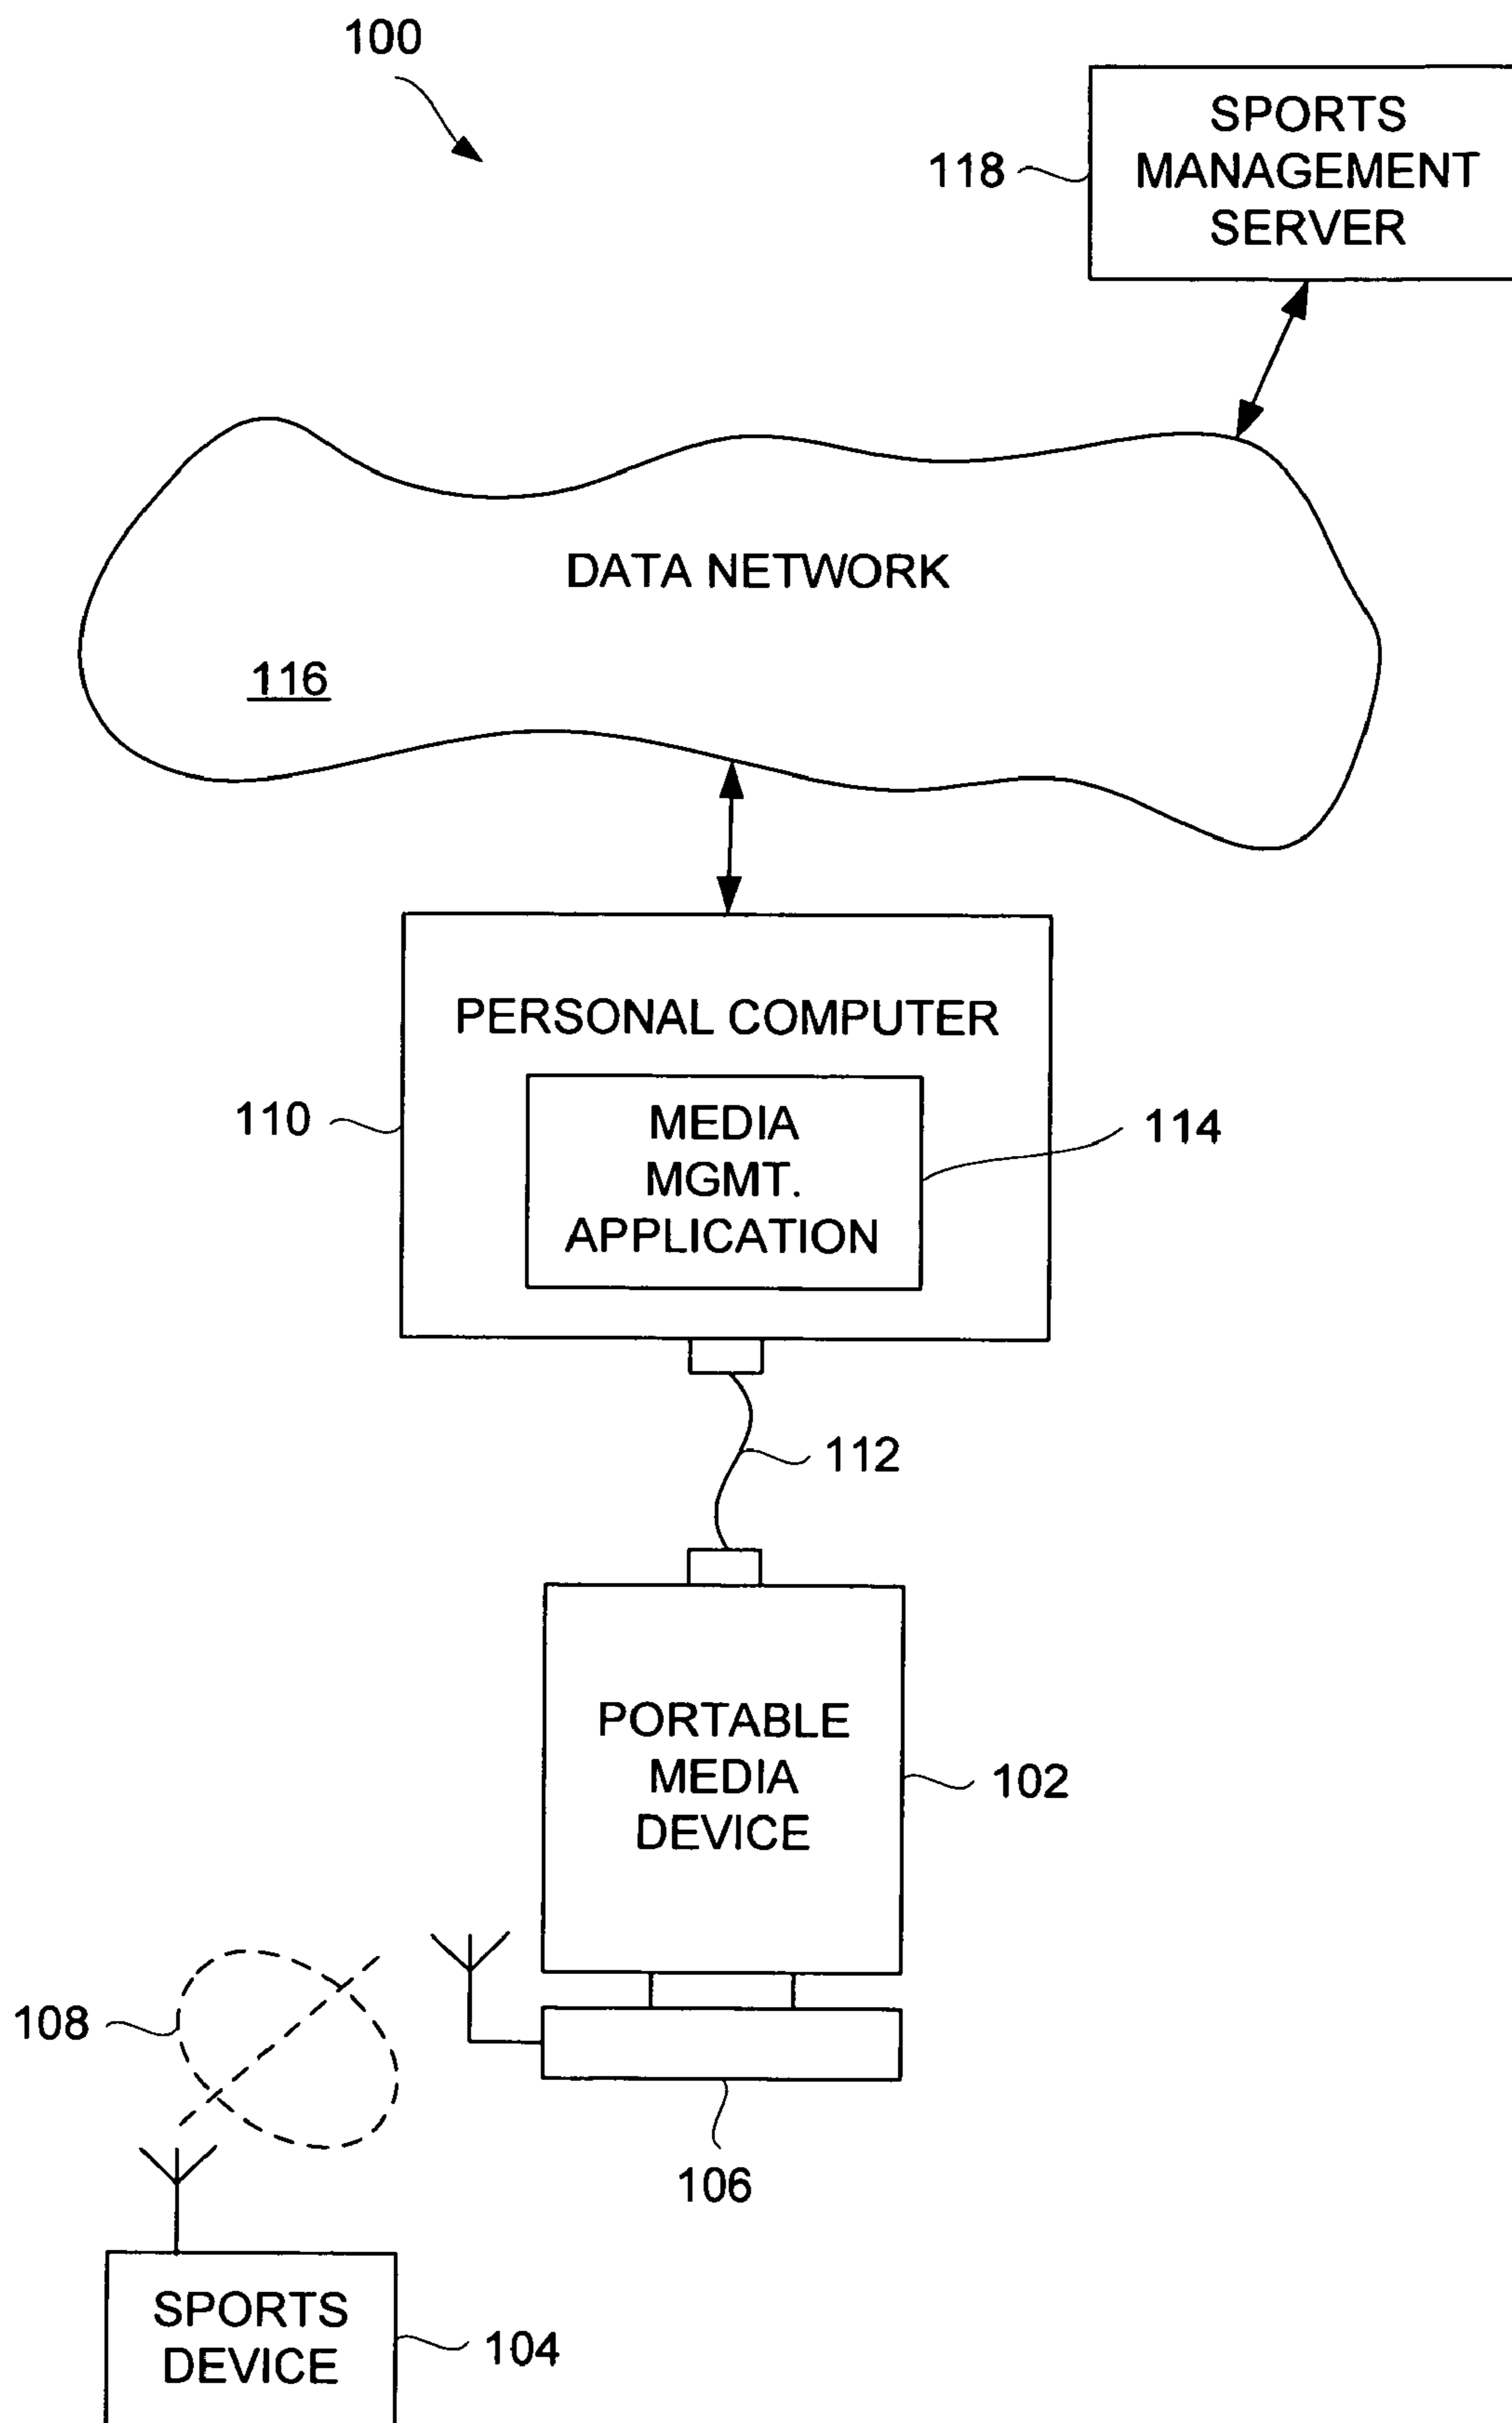 100
118
SPORTS
MANAGEMENT
SERVER
DATA NETWORK
116
PERSONAL COMPUTER
110
MEDIA
MGMT.
APPLICATION
114
112
PORTABLE
MEDIA
DEVICE
102
108
106
SPORTS
DEVICE
104